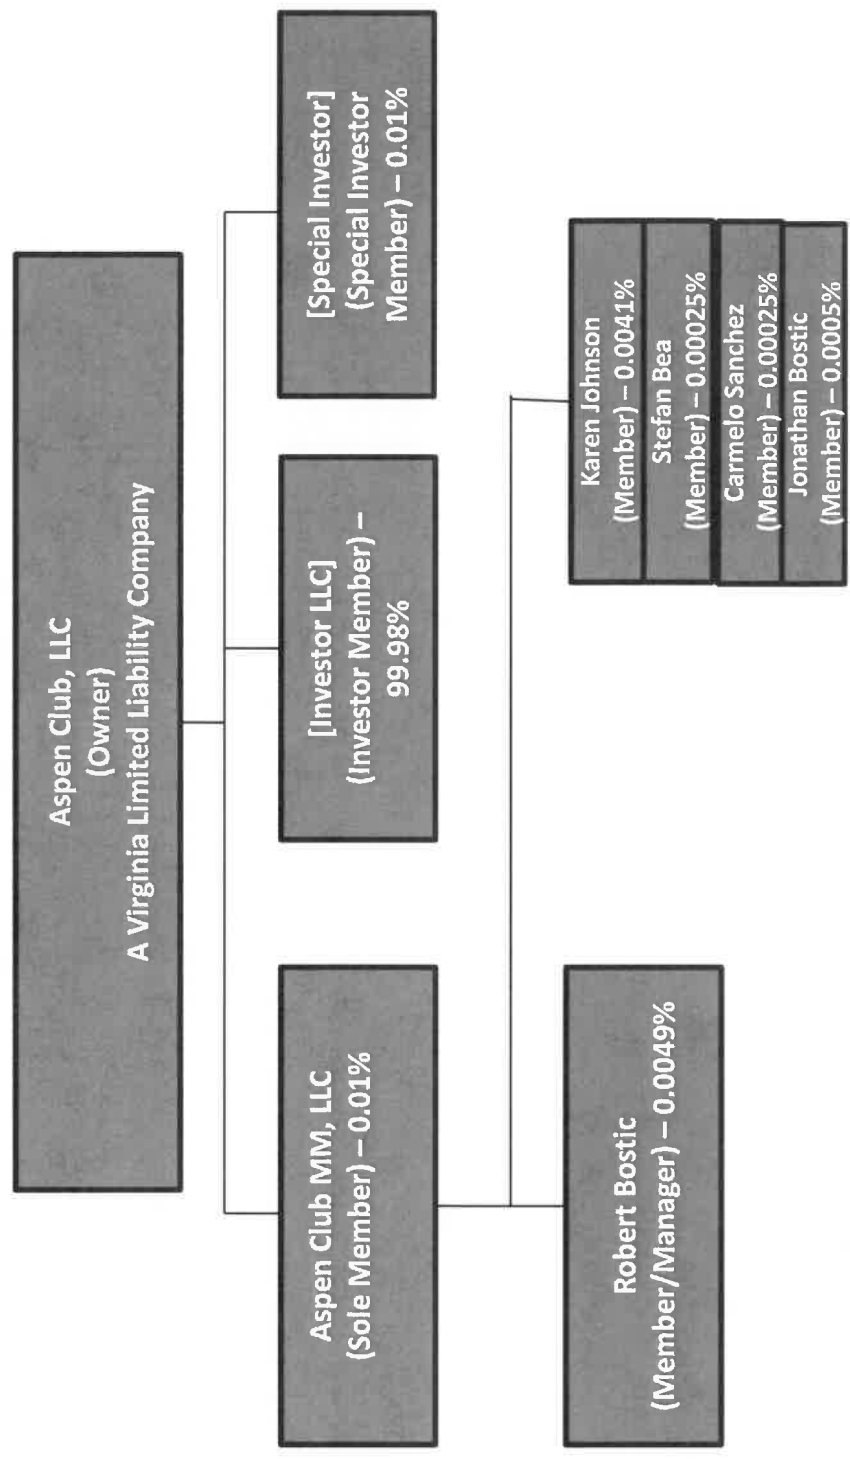 Aspen Club, LLC
(Owner)
A Virginia Limited Liability Company
Aspen Club MM, LLC
(Sole Member) – 0.01%
[Investor LLC]
(Investor Member) –
99.98%
[Special Investor]
(Special Investor
Member) – 0.01%
Robert Bostic
(Member/Manager) – 0.0049%
Karen Johnson
(Member) – 0.0041%
Stefan Bea
(Member) – 0.00025%
Carmelo Sanchez
(Member) – 0.00025%
Jonathan Bostic
(Member) – 0.0005%